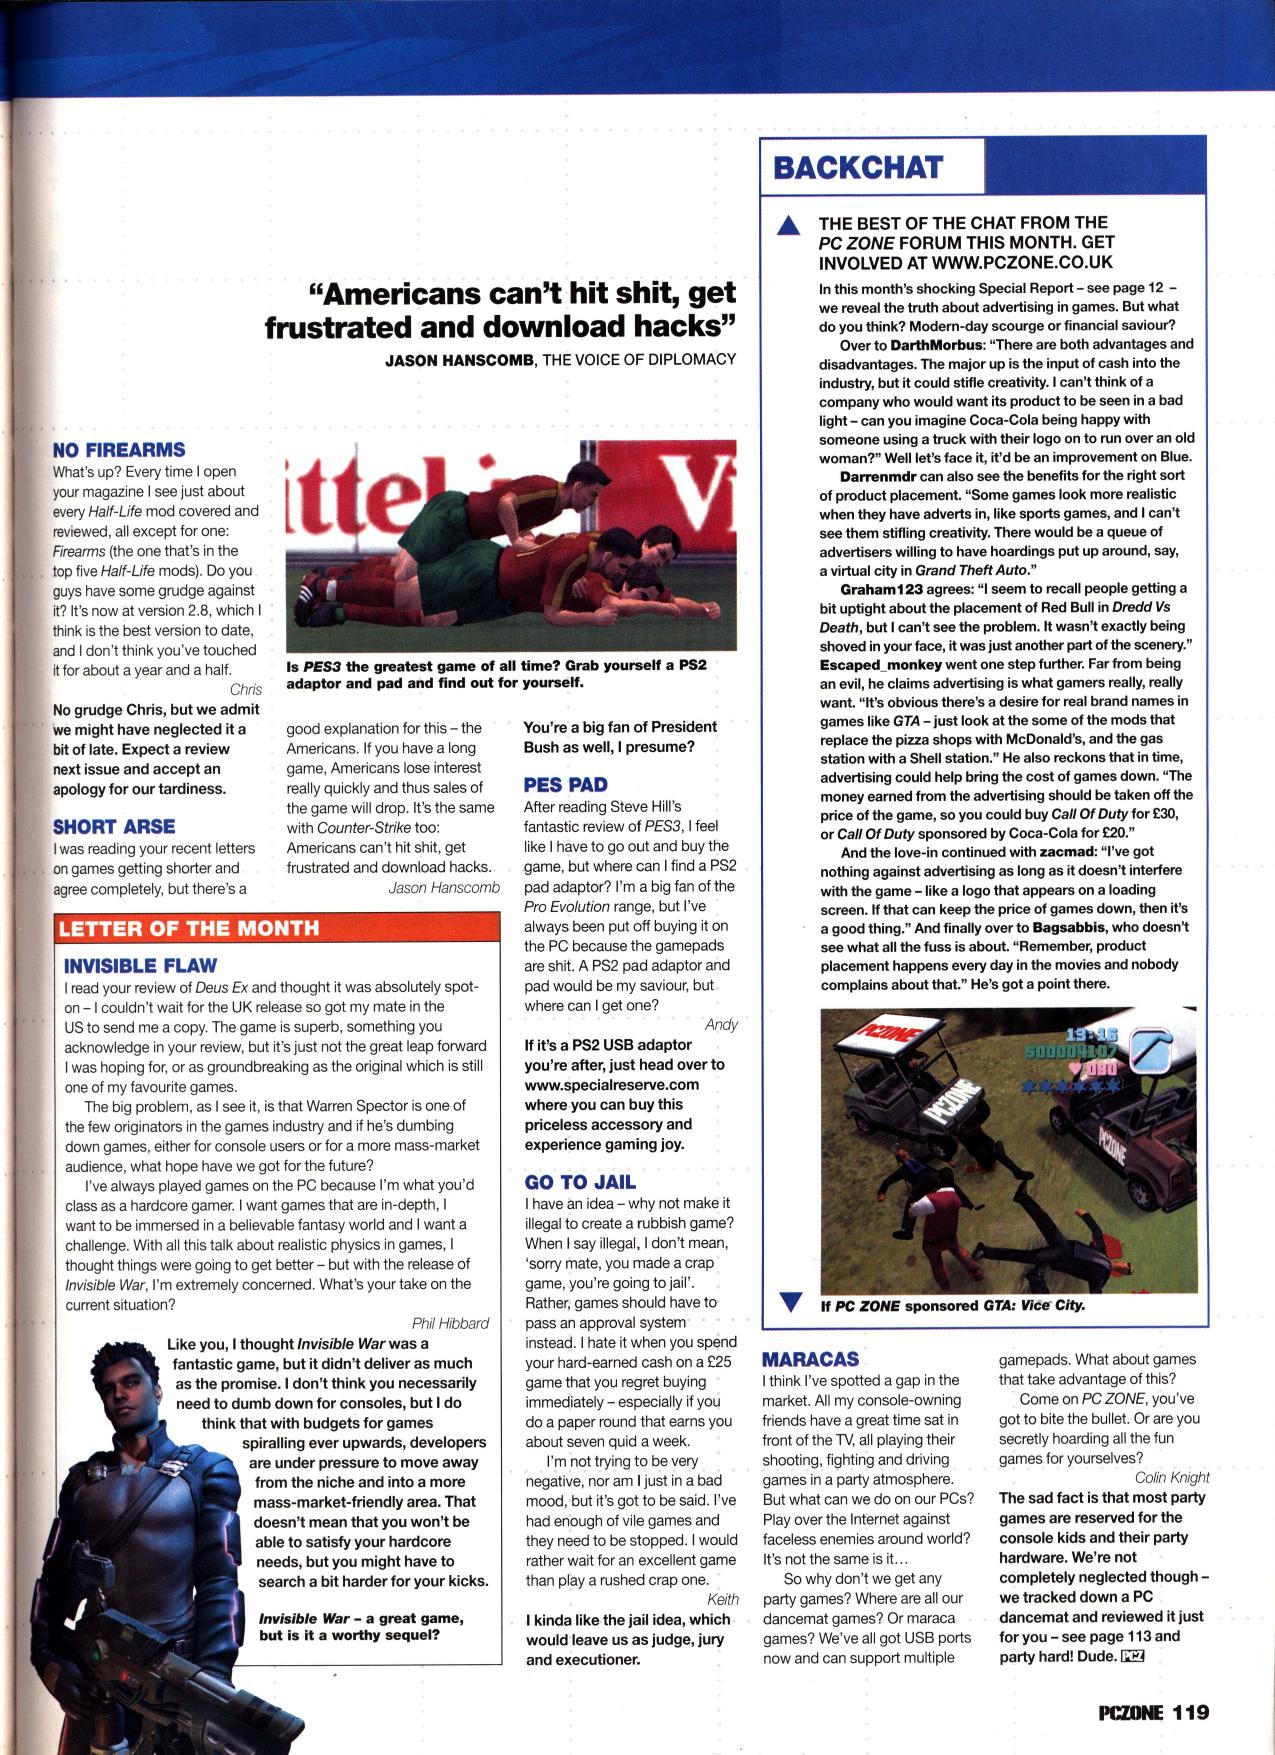 "Americans can't hit shit, get
frustrated and download hacks"
JASON HANSCOMB, THE VOICE OF DIPLOMACY
NO FIREARMS
What's up? Every time I open
your magazine I see just about
every Half-Life mod covered and
reviewed, all except for one:
Firearms (the one that's in the
top five Half-Life mods). Do you
guys have some grudge against
it? It's now at version 2.8, which I
think is the best version to date,
and I don't think you've touched
it for about a year and a half.
Chris
No grudge Chris, but we admit
we might have neglected it a
bit of late. Expect a review
next issue and accept an
apology for our tardiness.
SHORT ARSE
I was reading your recent letters
on games getting shorter and
agree completely, but there's a
ittel
Vi
Is PES3 the greatest game of all time? Grab yourself a PS2
adaptor and pad and find out for yourself.
good explanation for this – the
Americans. If you have a long
game, Americans lose interest
really quickly and thus sales of
the game will drop. It's the same
with Counter-Strike too:
Americans can't hit shit, get
frustrated and download hacks.
Jason Hanscomb
You're a big fan of President
Bush as well, I presume?
LETTER OF THE MONTH
INVISIBLE FLAW
I read your review of Deus Ex and thought it was absolutely spot-
on – I couldn't wait for the UK release so got my mate in the
US to send me a copy. The game is superb, something you
acknowledge in your review, but it's just not the great leap forward
I was hoping for, or as groundbreaking as the original which is still
one of my favourite games.
The big problem, as I see it, is that Warren Spector is one of
the few originators in the games industry and if he's dumbing
down games, either for console users or for a more mass-market
audience, what hope have we got for the future?
I've always played games on the PC because I'm what you'd
class as a hardcore gamer. I want games that are in-depth, I
want to be immersed in a believable fantasy world and I want a
challenge. With all this talk about realistic physics in games, I
thought things were going to get better – but with the release of
Invisible War, I'm extremely concerned. What's your take on the
current situation?
Phil Hibbard
Like you, I thought Invisible War was a
fantastic game, but it didn't deliver as much
as the promise. I don't think you necessarily
need to dumb down for consoles, but I do
think that with budgets for games
spiralling ever upwards, developers
are under pressure to move away
from the niche and into a more
mass-market-friendly area. That
doesn't mean that you won't be
able to satisfy your hardcore
needs, but you might have to
search a bit harder for your kicks.
Invisible War – a great game,
but is it a worthy sequel?
PES PAD
After reading Steve Hill's
fantastic review of PES3, I feel
like I have to go out and buy the
game, but where can I find a PS2
pad adaptor? I'm a big fan of the
Pro Evolution range, but I've
always been put off buying it on
the PC because the gamepads
are shit. A PS2 pad adaptor and
pad would be my saviour, but
where can I get one?
Andy
If it's a PS2 USB adaptor
you're after, just head over to
www.specialreserve.com
where you can buy this
priceless accessory and
experience gaming joy.
GO TO JAIL
I have an idea – why not make it
illegal to create a rubbish game?
When I say illegal, I don't mean,
'sorry mate, you made a crap
game, you're going to jail'.
Rather, games should have to
pass an approval system
instead. I hate it when you spend
your hard-earned cash on a £25
game that you regret buying
immediately – especially if you
do a paper round that earns you
about seven quid a week.
I'm not trying to be very
negative, nor am I just in a bad
mood, but it's got to be said. I've
had enough of vile games and
they need to be stopped. I would
rather wait for an excellent game
than play a rushed crap one.
Keith
I kinda like the jail idea, which
would leave us as judge, jury
and executioner.
BACKCHAT
THE BEST OF THE CHAT FROM THE
PC ZONE FORUM THIS MONTH. GET
INVOLVED AT WWW.PCZONE.CO.UK
In this month's shocking Special Report – see page 12 –
we reveal the truth about advertising in games. But what
do you think? Modern-day scourge or financial saviour?
Over to DarthMorbus: "There are both advantages and
disadvantages. The major up is the input of cash into the
industry, but it could stifle creativity. I can't think of a
company who would want its product to be seen in a bad
light – can you imagine Coca-Cola being happy with
someone using a truck with their logo on to run over an old
woman?" Well let's face it, it'd be an improvement on Blue.
Darrenmdr can also see the benefits for the right sort
of product placement. "Some games look more realistic
when they have adverts in, like sports games, and I can't
see them stifling creativity. There would be a queue of
advertisers willing to have hoardings put up around, say,
a virtual city in Grand Theft Auto."
Graham123 agrees: "I seem to recall people getting a
bit uptight about the placement of Red Bull in Dredd Vs
Death, but I can't see the problem. It wasn't exactly being
shoved in your face, it was just another part of the scenery."
Escaped_monkey went one step further. Far from being
an evil, he claims advertising is what gamers really, really
want. "It's obvious there's a desire for real brand names in
games like GTA – just look at the some of the mods that
replace the pizza shops with McDonald's, and the gas
station with a Shell station." He also reckons that in time,
advertising could help bring the cost of games down. "The
money earned from the advertising should be taken off the
price of the game, so you could buy Call Of Duty for £30,
or Call Of Duty sponsored by Coca-Cola for £20."
And the love-in continued with zacmad: "I've got
nothing against advertising as long as it doesn't interfere
with the game – like a logo that appears on a loading
screen. If that can keep the price of games down, then it's
a good thing." And finally over to Bagsabbis, who doesn't
see what all the fuss is about. "Remember, product
placement happens every day in the movies and nobody
complains about that." He's got a point there.
PCZONE
PCZONE
PCZONE
13:16
$00004107
080
If PC ZONE sponsored GTA: Vice City.
MARACAS
I think I've spotted a gap in the
market. All my console-owning
friends have a great time sat in
front of the TV, all playing their
shooting, fighting and driving
games in a party atmosphere.
But what can we do on our PCs?
Play over the Internet against
faceless enemies around world?
It's not the same is it...
So why don't we get any
party games? Where are all our
dancemat games? Or maraca
games? We've all got USB ports
now and can support multiple
gamepads. What about games
that take advantage of this?
Come on PC ZONE, you've
got to bite the bullet. Or are you
secretly hoarding all the fun
games for yourselves?
Colin Knight
The sad fact is that most party
games are reserved for the
console kids and their party
hardware. We're not
completely neglected though –
we tracked down a PC
dancemat and reviewed it just
for you – see page 113 and
party hard! Dude. PCZ
PCZONE 119